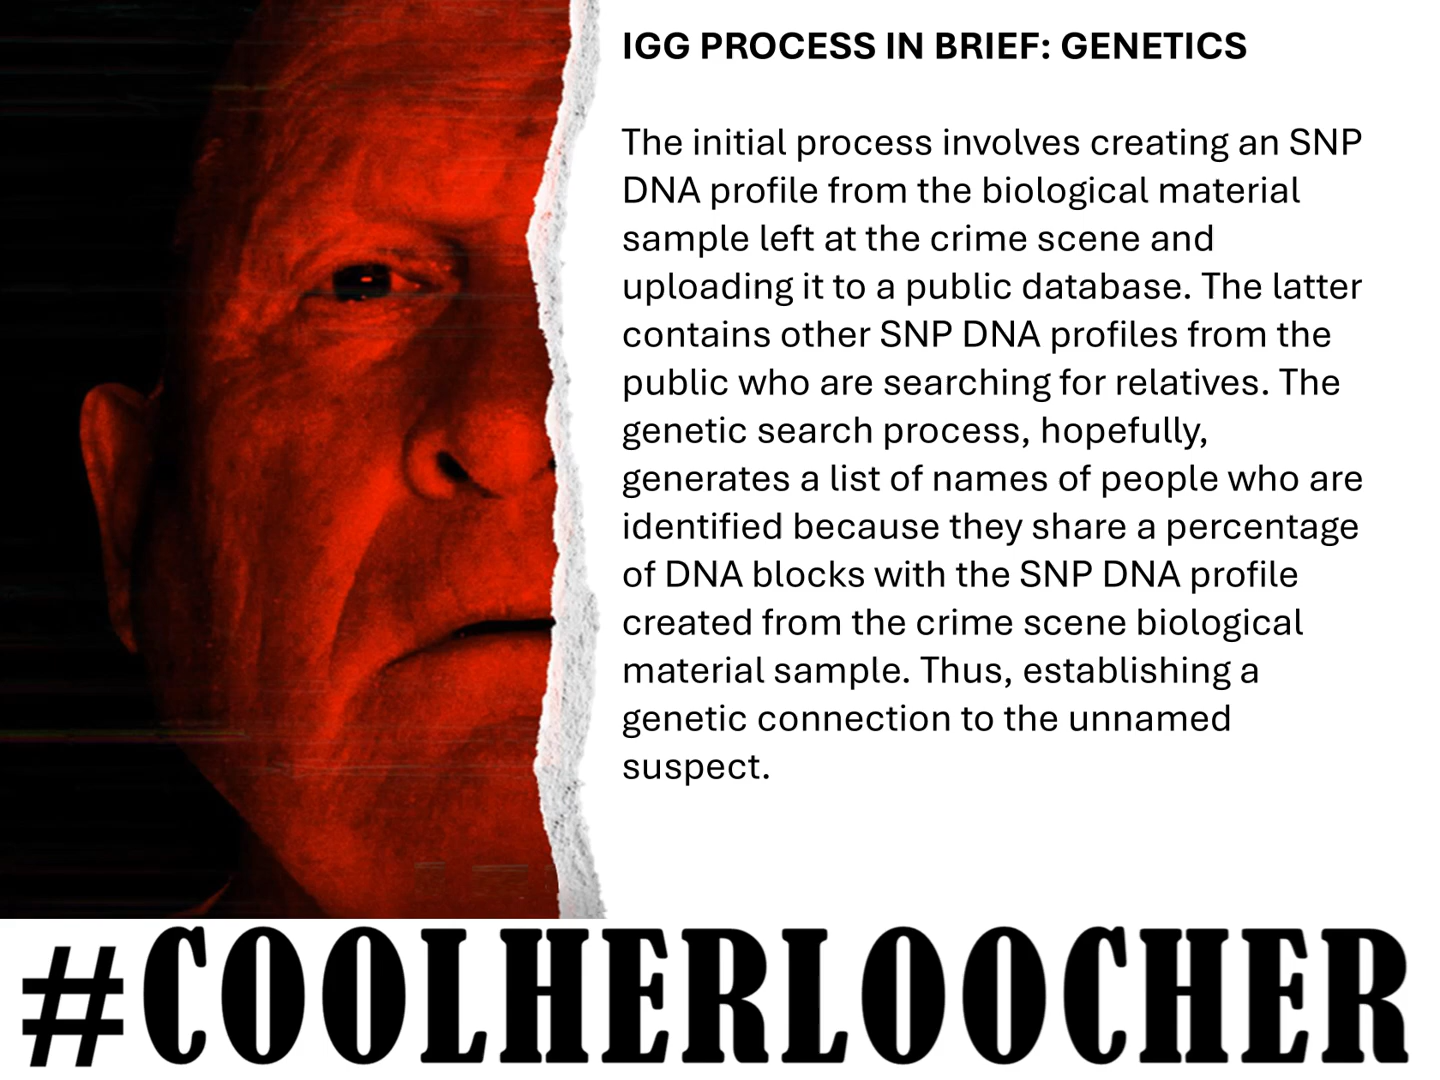 IGG PROCESS IN BRIEF: GENETICS
The initial process involves creating an SNP
DNA profile from the biological material
sample left at the crime scene and
uploading it to a public database. The latter
contains other SNP DNA profiles from the
public who are searching for relatives. The
genetic search process, hopefully,
generates a list of names of people who are
identified because they share a percentage
of DNA blocks with the SNP DNA profile
created from the crime scene biological
material sample. Thus, establishing a
genetic connection to the unnamed
suspect.
#COOLHERLOOCHER